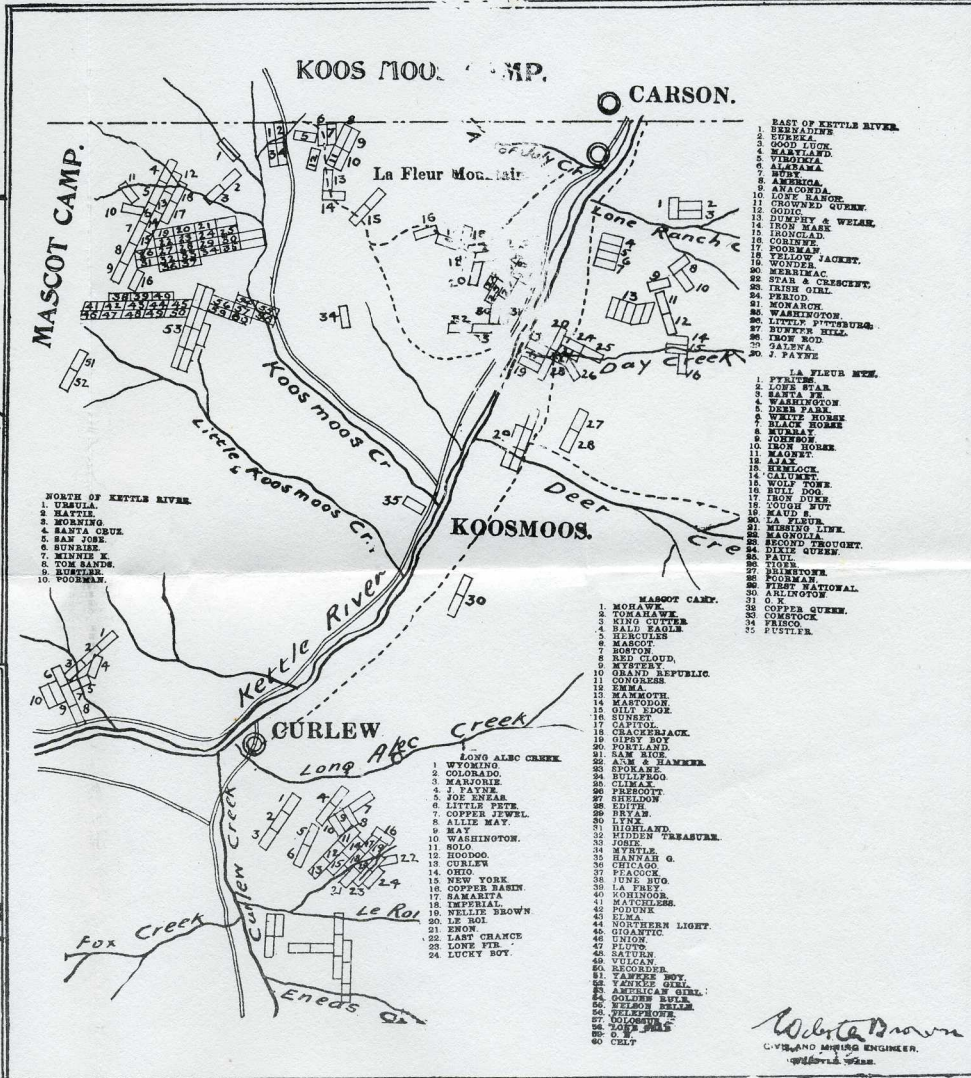 KOOS MOOS CAMP.
CARSON.
MASCOT CAMP.
La Fleur Mountain
Lone Ranch C
Day Creek
Koosmoos Cr
Little Koosmoos Cr.
Deer Cre
KOOSMOOS.
Kettle River
CURLEW
Long Alec Creek
Curlew Creek
Le Roi
Fox Creek
Eneas Cr
EAST OF KETTLE RIVER
1. BERNADINE
2. EUREKA.
3. GOOD LUCK.
4. MARYLAND.
5. VIRGINIA.
6. ALABAMA.
7. RUBY.
8. AMERICA.
9. ANACONDA.
10. LONE RANCH.
11. CROWNED QUEEN.
12. GODIC.
13. DUMPHY & WELSH.
14. IRON MASK
15. IRONCLAD.
16. CORINNE.
17. POORMAN.
18. YELLOW JACKET.
19. WONDER.
20. MERRIMAC.
22. STAR & CRESCENT,
23. IRISH GIRL.
24. PERIOD.
21. MONARCH.
25. WASHINGTON.
26. LITTLE PITTSBURG.
27. BUNKER HILL.
28. IRON ROD.
29 GALENA.
30. J. PAYNE
LA FLEUR MTN.
1. PYRITES.
2. LONE STAR.
3. SANTA FE.
4. WASHINGTON.
5. DEER PARK.
6. WHITE HORSE
7. BLACK HORSE
8. MURRAY.
9. JOHNSON.
10. IRON HORSE.
11. MAGNET.
12. AJAX.
13. HEMLOCK.
14. CALUMET.
15. WOLF TONE.
16. BULL DOG.
17. IRON DUKE.
18. TOUGH NUT
19. MAUD S.
20. LA FLEUR.
21. MISSING LINK.
22. MAGNOLIA.
23. SECOND THOUGHT.
24. DIXIE QUEEN.
25. PAUL.
26. TIGER.
27. BRIMSTONE.
28. POORMAN.
29. FIRST NATIONAL.
30. ARLINGTON.
31 O. K
32 COPPER QUEEN.
33. COMSTOCK
34 FRISCO.
35 RUSTLER.
NORTH OF KETTLE RIVER.
1. URSULA.
2. HATTIE.
3. MORNING.
4. SANTA CRUZ.
5. SAN JOSE.
6. SUNRISE.
7. MINNIE K.
8. TOM SANDS.
9. RUSTLER.
10. POORMAN.
MASCOT CAMP.
1. MOHAWK.
2. TOMAHAWK.
3. KING CUTTER.
4. BALD EAGLE.
5. HERCULES
6. MASCOT.
7. BOSTON.
8 RED CLOUD,
9. MYSTERY.
10 GRAND REPUBLIC.
11 CONGRESS.
12 EMMA.
13. MAMMOTH.
14 MASTODON.
15 GILT EDGE.
16. SUNSET.
17 CAPITOL.
18 CRACKERJACK.
19 GIPSY BOY
20. PORTLAND.
21. SAM RICE.
22. ARM & HAMMER.
23 SPOKANE.
24 BULLFROG.
25 CLIMAX.
26 PRESCOTT.
27 SHELDON
28 EDITH.
29 BRYAN.
30 LYNX.
31 HIGHLAND.
32 HIDDEN TREASURE.
33. JOSIE.
34 MYRTLE.
35 HANNAH G.
36 CHICAGO.
37 PEACOCK.
38 JUNE BUG.
39 LA FREY.
40 KOHINOOR.
41 MATCHLESS.
42 PODUNK
43 ELMA.
44 NORTHERN LIGHT.
45. GIGANTIC.
46 UNION.
47 PLUTO.
48 SATURN.
49. VULCAN.
50. RECORDER.
51. YANKEE BOY.
52. YANKEE GIRL.
53. AMERICAN GIRL.
54. GOLDEN RULE.
55. NELSON BELLE.
56. TELEPHONE.
57. COLOSSUS
58.
59.
60 CELT
LONG ALEC CREEK
1 WYOMING.
2. COLORADO.
3. MARJORIE.
4. J. PAYNE.
5. JOE ENEAS.
6. LITTLE PETE.
7. COPPER JEWEL.
8. ALLIE MAY.
9. MAY
10. WASHINGTON.
11. SOLO.
12. HOODOO.
13. CURLEW
14. OHIO.
15. NEW YORK
16. COPPER BASIN.
17. SAMARITA
18. IMPERIAL.
19. NELLIE BROWN.
20. LE ROI.
21. ENON.
22. LAST CHANCE
23. LONE FIR.
24. LUCKY BOY.
Webster Brown
CIVIL AND MINING ENGINEER.